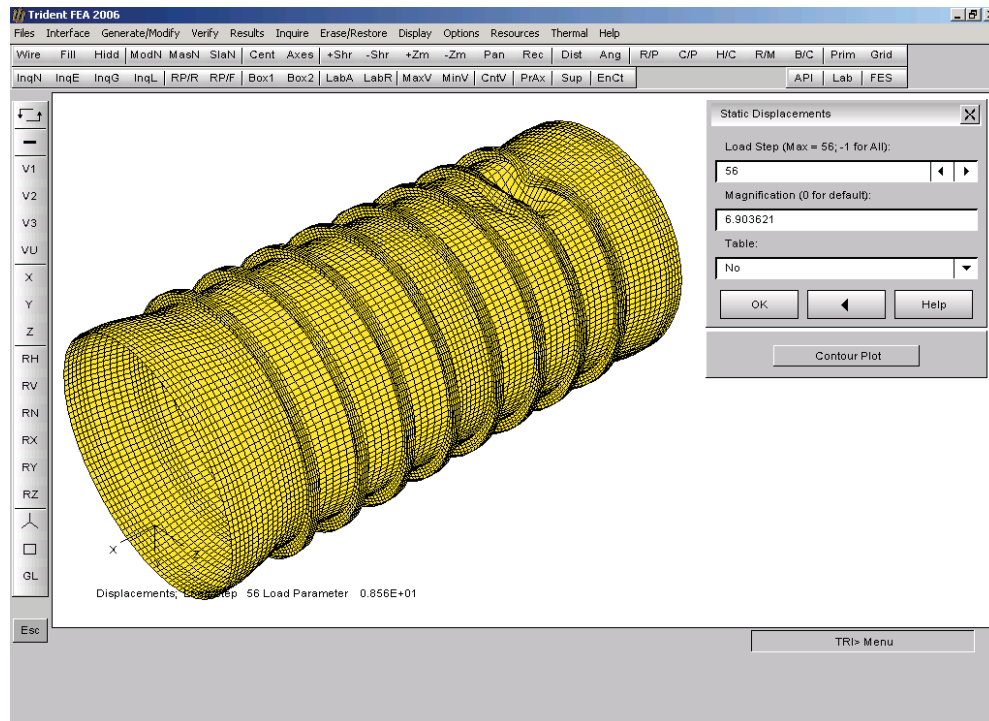 Trident FEA 2006
Files Interface Generate/Modify Verify Results Inquire Erase/Restore Display Options Resources Thermal Help
Wire Fill Hidd ModN MasN SlaN Cent Axes +Shr -Shr +Zm -Zm Pan Rec Dist Ang R/P C/P H/C R/M B/C Prim Grid
InqN InqE InqG InqL RP/R RP/F Box1 Box2 LabA LabR MaxV MinV CntV PrAx Sup EnCt API Lab FES
V1
V2
V3
VU
X
Y
Z
RH
RV
RN
RX
RY
RZ
GL
Esc
Static Displacements
Load Step (Max = 56; -1 for All):
56
Magnification (0 for default):
6.903621
Table:
No
OK Help
Contour Plot
X Z
Displacements; Load Step 56 Load Parameter 0.856E+01
TRI> Menu